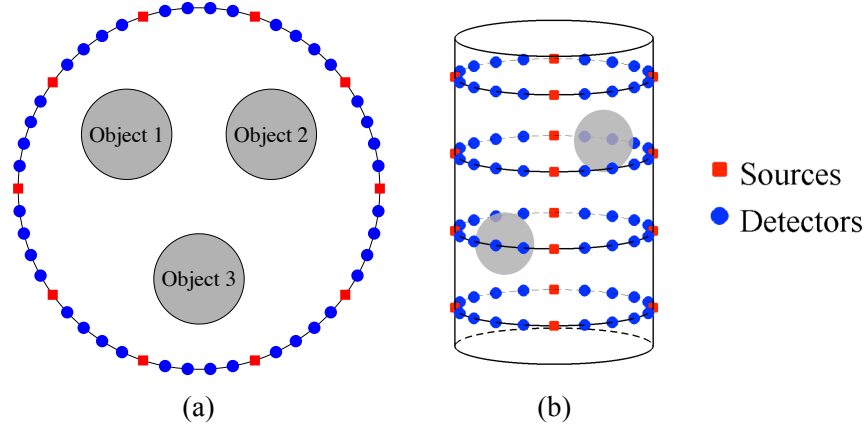 Object 1
Object 2
Object 3
Sources
Detectors
(a)
(b)